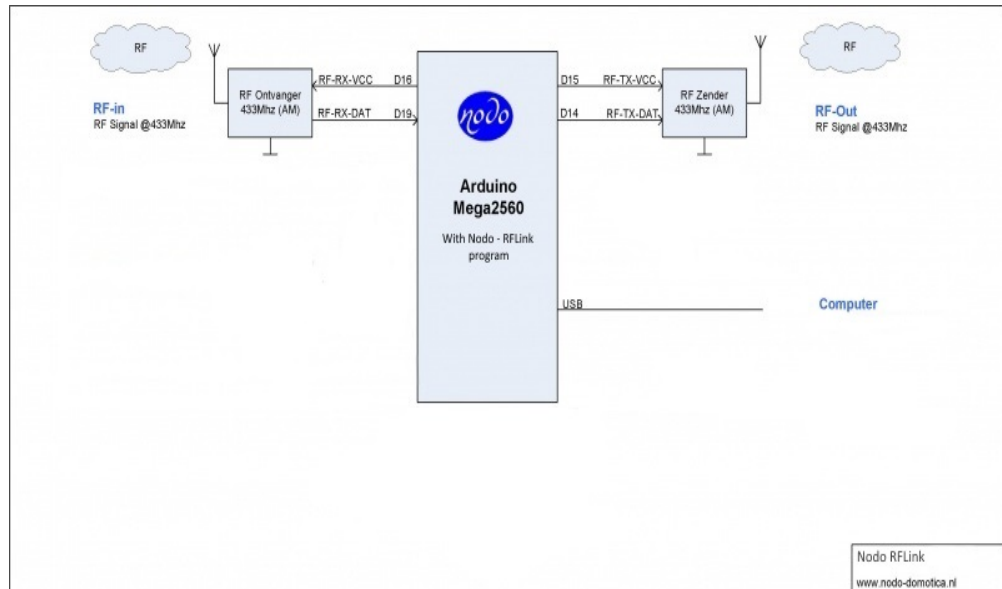 RF
RF
RF-in
RF Signal @433Mhz
RF Ontvanger
433Mhz (AM)
RF-RX-VCC
D16
RF-RX-DAT
D19
nodo
Arduino
Mega2560
With Nodo - RFLink
program
D15
RF-TX-VCC
D14
RF-TX-DAT
RF Zender
433Mhz (AM)
RF-Out
RF Signal @433Mhz
USB
Computer
Nodo RFLink
www.nodo-domotica.nl